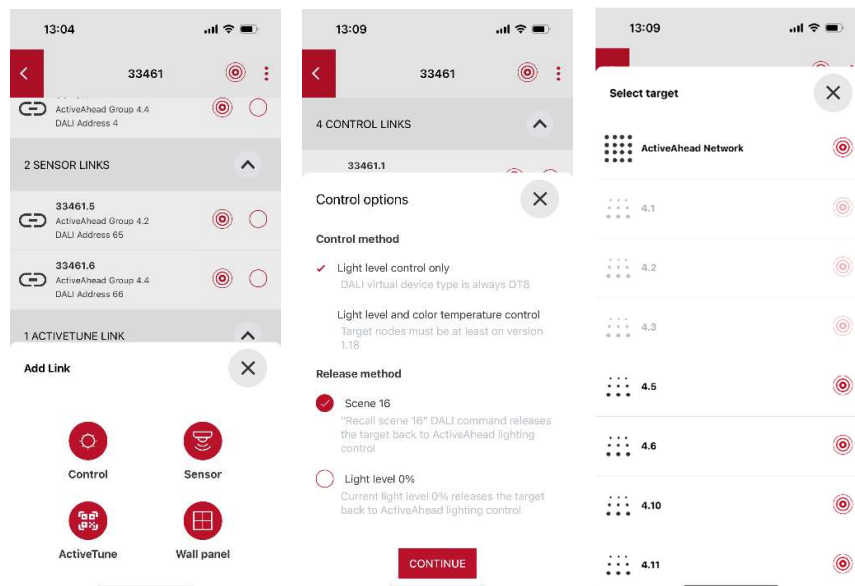 13:04
33461
ActiveAhead Group 4.4
DALI Address 4
2 SENSOR LINKS
33461.5
ActiveAhead Group 4.2
DALI Address 65
33461.6
ActiveAhead Group 4.4
DALI Address 66
1 ACTIVETUNE LINK
Add Link
Control
Sensor
ActiveTune
Wall panel
13:09
33461
4 CONTROL LINKS
33461.1
Control options
Control method
Light level control only
DALI virtual device type is always DT8
Light level and color temperature control
Target nodes must be at least on version
1.18
Release method
Scene 16
"Recall scene 16" DALI command releases
the target back to ActiveAhead lighting
control
Light level 0%
Current light level 0% releases the target
back to ActiveAhead lighting control
CONTINUE
13:09
Select target
ActiveAhead Network
4.1
4.2
4.3
4.5
4.6
4.10
4.11